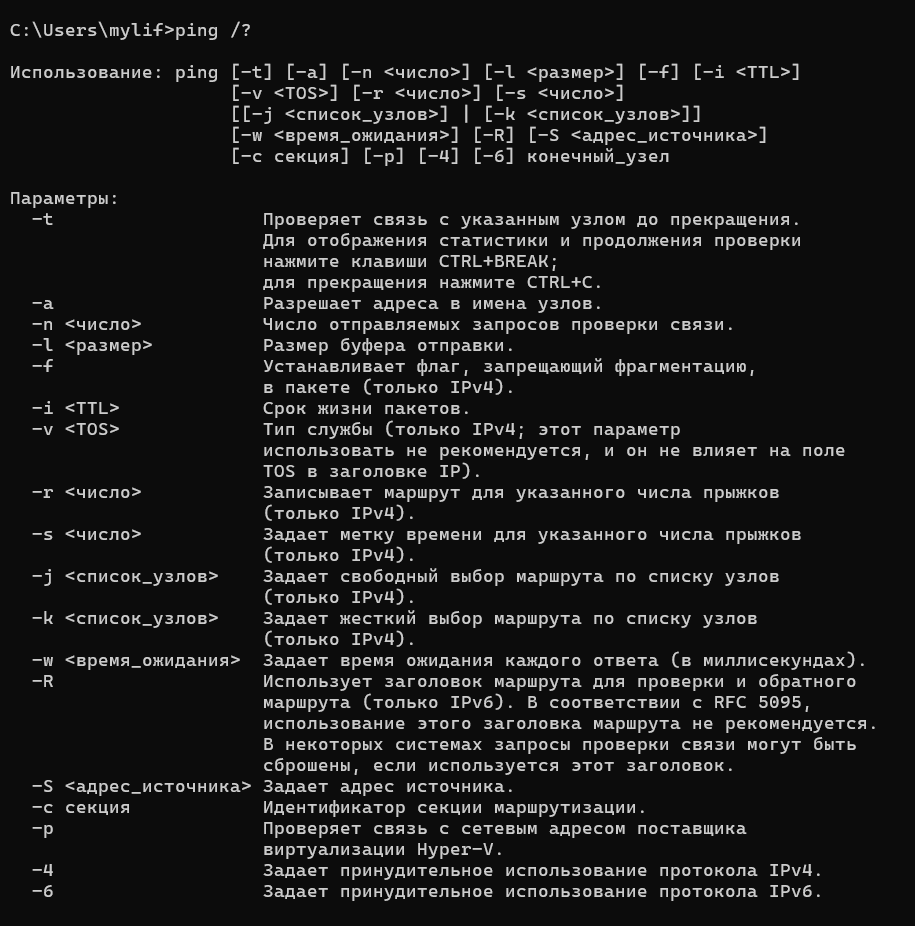 C:\Users\mylif>ping /?

Использование: ping [-t] [-a] [-n <число>] [-l <размер>] [-f] [-i <TTL>]
                    [-v <TOS>] [-r <число>] [-s <число>]
                    [[-j <список_узлов>] | [-k <список_узлов>]]
                    [-w <время_ожидания>] [-R] [-S <адрес_источника>]
                    [-c секция] [-p] [-4] [-6] конечный_узел

Параметры:
  -t                   Проверяет связь с указанным узлом до прекращения.
                       Для отображения статистики и продолжения проверки
                       нажмите клавиши CTRL+BREAK;
                       для прекращения нажмите CTRL+C.
  -a                   Разрешает адреса в имена узлов.
  -n <число>           Число отправляемых запросов проверки связи.
  -l <размер>          Размер буфера отправки.
  -f                   Устанавливает флаг, запрещающий фрагментацию,
                       в пакете (только IPv4).
  -i <TTL>             Срок жизни пакетов.
  -v <TOS>             Тип службы (только IPv4; этот параметр
                       использовать не рекомендуется, и он не влияет на поле
                       TOS в заголовке IP).
  -r <число>           Записывает маршрут для указанного числа прыжков
                       (только IPv4).
  -s <число>           Задает метку времени для указанного числа прыжков
                       (только IPv4).
  -j <список_узлов>    Задает свободный выбор маршрута по списку узлов
                       (только IPv4).
  -k <список_узлов>    Задает жесткий выбор маршрута по списку узлов
                       (только IPv4).
  -w <время_ожидания>  Задает время ожидания каждого ответа (в миллисекундах).
  -R                   Использует заголовок маршрута для проверки и обратного
                       маршрута (только IPv6). В соответствии с RFC 5095,
                       использование этого заголовка маршрута не рекомендуется.
                       В некоторых системах запросы проверки связи могут быть
                       сброшены, если используется этот заголовок.
  -S <адрес_источника> Задает адрес источника.
  -c секция            Идентификатор секции маршрутизации.
  -p                   Проверяет связь с сетевым адресом поставщика
                       виртуализации Hyper-V.
  -4                   Задает принудительное использование протокола IPv4.
  -6                   Задает принудительное использование протокола IPv6.